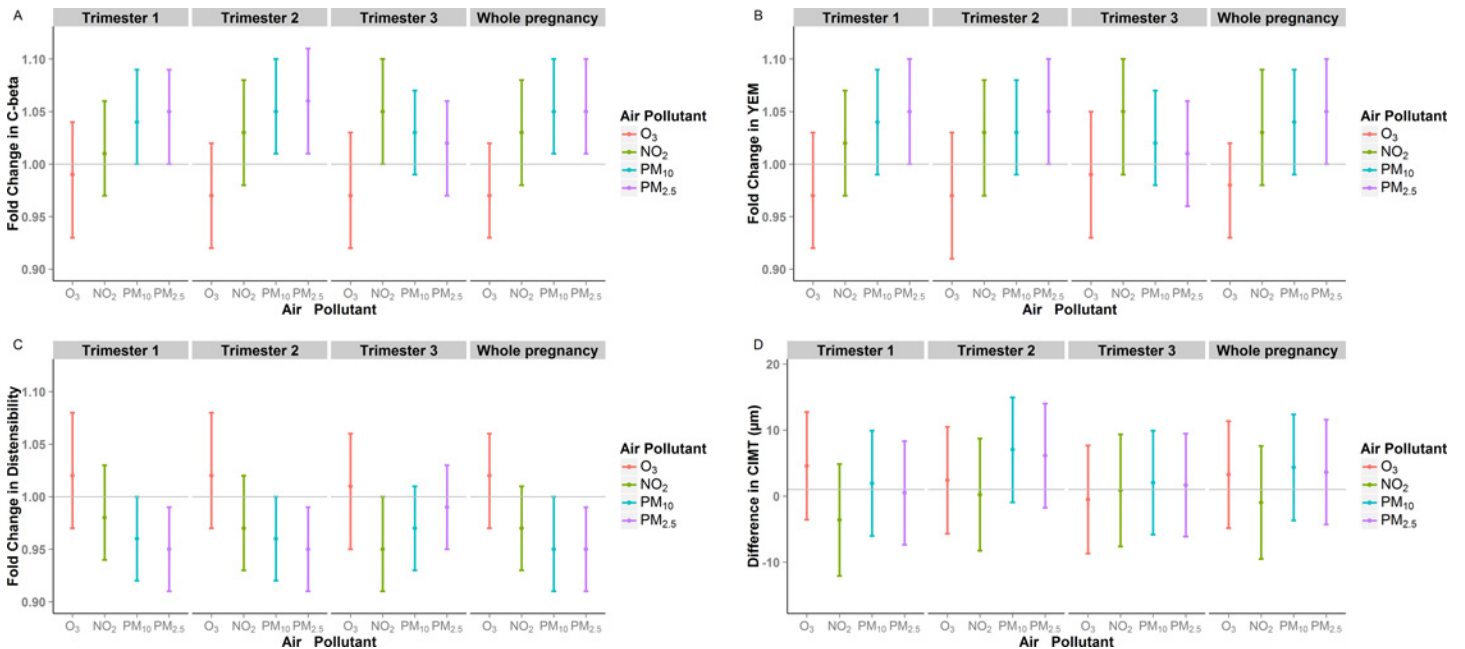 A
Trimester 1 Trimester 2 Trimester 3 Whole pregnancy
Fold Change in C-beta
1.10
1.05
1.00
0.95
0.90
O3 NO2 PM10 PM2.5 O3 NO2 PM10 PM2.5 O3 NO2 PM10 PM2.5 O3 NO2 PM10 PM2.5
Air Pollutant
Air Pollutant
O3
NO2
PM10
PM2.5
B
Trimester 1 Trimester 2 Trimester 3 Whole pregnancy
Fold Change in YEM
1.10
1.05
1.00
0.95
0.90
O3 NO2 PM10 PM2.5 O3 NO2 PM10 PM2.5 O3 NO2 PM10 PM2.5 O3 NO2 PM10 PM2.5
Air Pollutant
Air Pollutant
O3
NO2
PM10
PM2.5
C
Trimester 1 Trimester 2 Trimester 3 Whole pregnancy
Fold Change in Distensibility
1.10
1.05
1.00
0.95
0.90
O3 NO2 PM10 PM2.5 O3 NO2 PM10 PM2.5 O3 NO2 PM10 PM2.5 O3 NO2 PM10 PM2.5
Air Pollutant
Air Pollutant
O3
NO2
PM10
PM2.5
D
Trimester 1 Trimester 2 Trimester 3 Whole pregnancy
Difference in CIMT (µm)
20
10
0
-10
O3 NO2 PM10 PM2.5 O3 NO2 PM10 PM2.5 O3 NO2 PM10 PM2.5 O3 NO2 PM10 PM2.5
Air Pollutant
Air Pollutant
O3
NO2
PM10
PM2.5